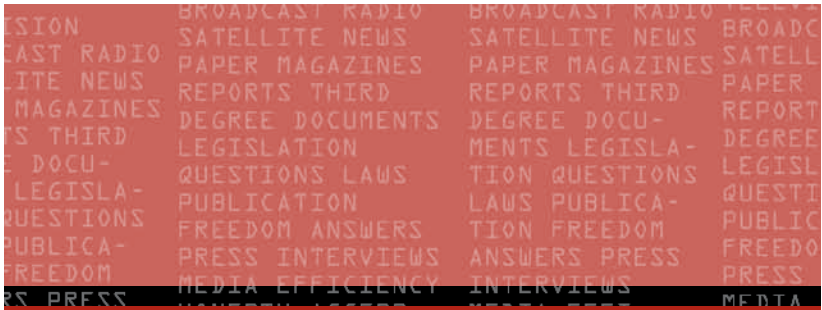 ISION
CAST RADIO
LITE NEWS
MAGAZINES
TS THIRD
E DOCU-
LEGISLA-
QUESTIONS
PUBLICA-
FREEDOM
RS PRESS
BROADCAST RADIO
SATELLITE NEWS
PAPER MAGAZINES
REPORTS THIRD
DEGREE DOCUMENTS
LEGISLATION
QUESTIONS LAWS
PUBLICATION
FREEDOM ANSWERS
PRESS INTERVIEWS
MEDIA EFFICIENCY
BROADCAST RADIO
SATELLITE NEWS
PAPER MAGAZINES
REPORTS THIRD
DEGREE DOCU-
MENTS LEGISLA-
TION QUESTIONS
LAWS PUBLICA-
TION FREEDOM
ANSWERS PRESS
INTERVIEWS
BROADC
SATELL
PAPER
REPORT
DEGREE
LEGISL
QUESTI
PUBLIC
FREEDO
PRESS
MEDIA